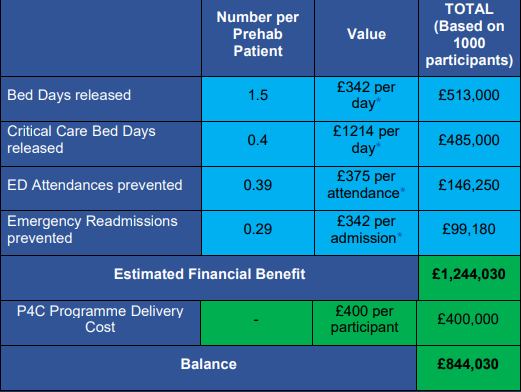 Number per Prehab Patient
Value
TOTAL (Based on 1000 participants)
Bed Days released
1.5
£342 per day*
£513,000
Critical Care Bed Days released
0.4
£1214 per day*
£485,000
ED Attendances prevented
0.39
£375 per attendance*
£146,250
Emergency Readmissions prevented
0.29
£342 per admission*
£99,180
Estimated Financial Benefit
£1,244,030
P4C Programme Delivery Cost
-
£400 per participant
£400,000
Balance
£844,030